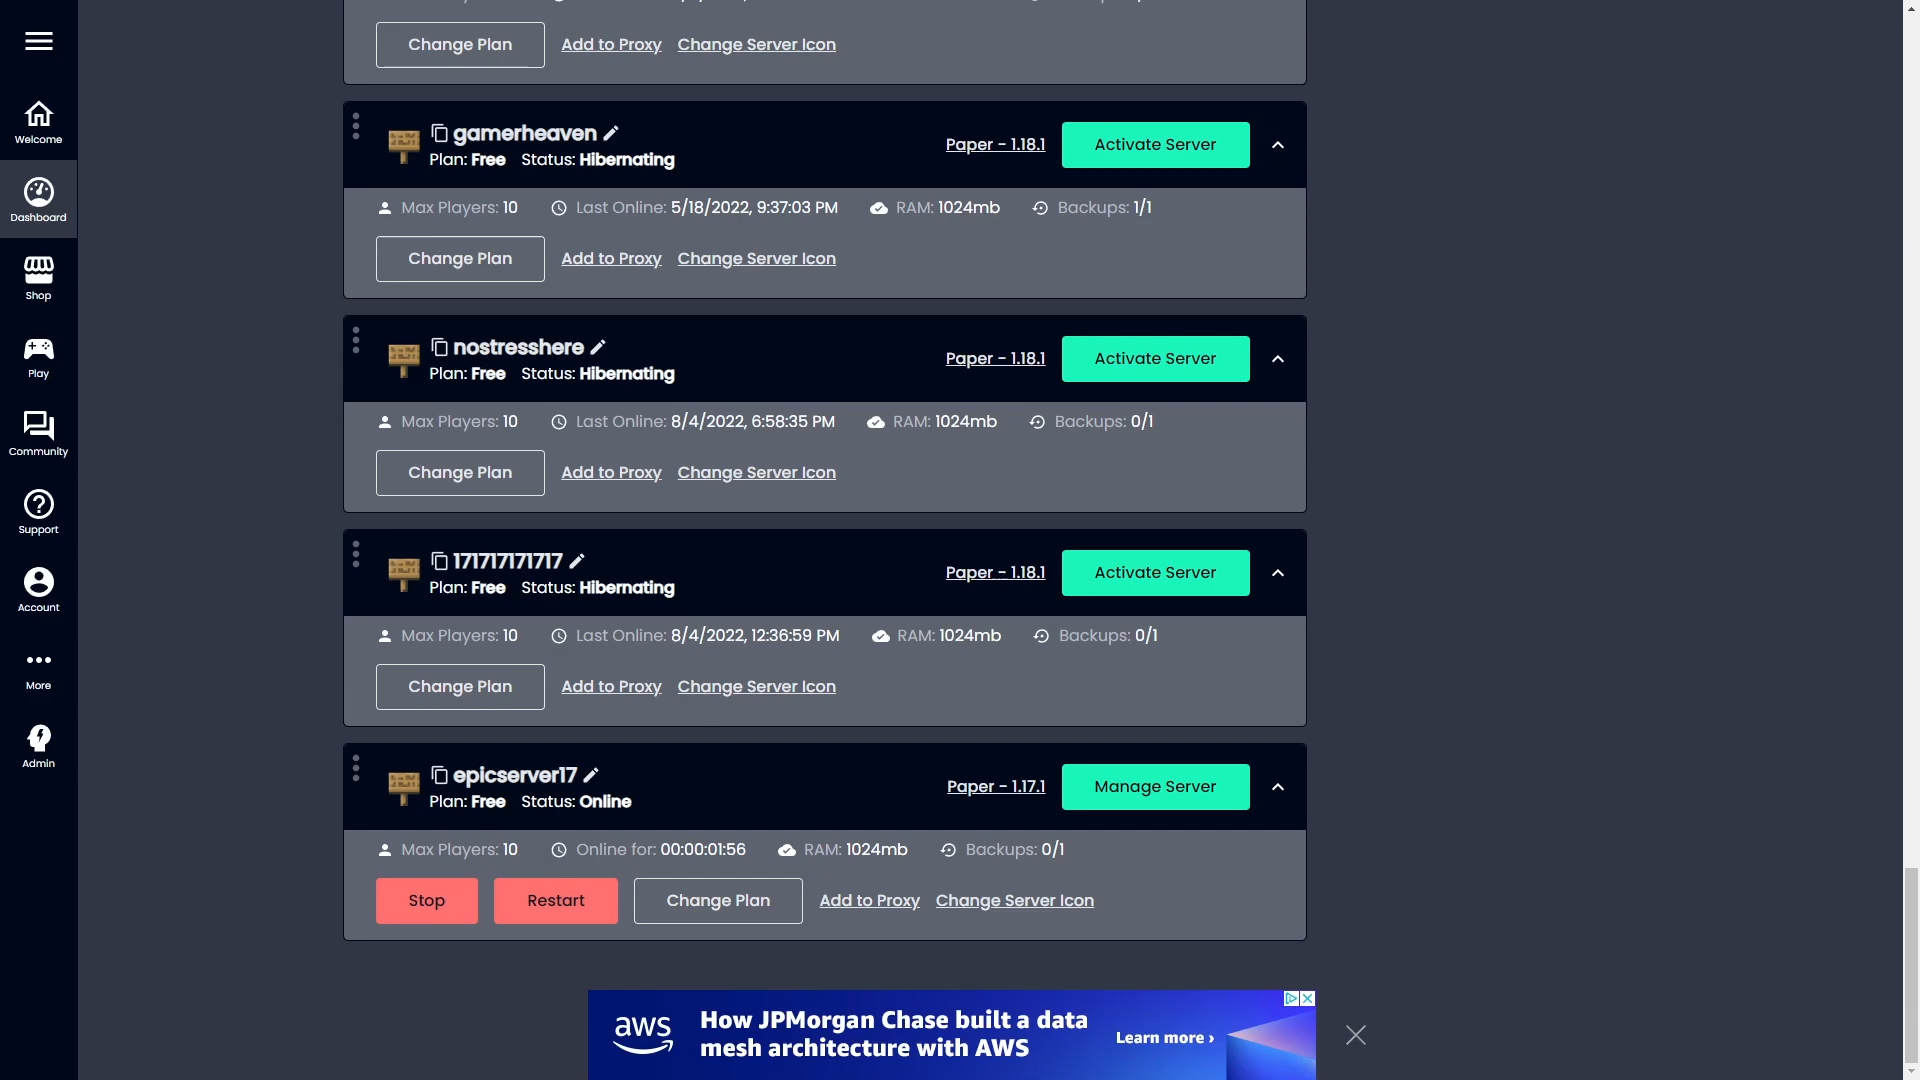 Change Plan Add to Proxy Change Server Icon
Welcome
Dashboard
Shop
Play
Community
Support
Account
More
Admin
gamerheaven
Plan: Free Status: Hibernating
Paper - 1.18.1 Activate Server
Max Players: 10 Last Online: 5/18/2022, 9:37:03 PM RAM: 1024mb Backups: 1/1
Change Plan Add to Proxy Change Server Icon
nostresshere
Plan: Free Status: Hibernating
Paper - 1.18.1 Activate Server
Max Players: 10 Last Online: 8/4/2022, 6:58:35 PM RAM: 1024mb Backups: 0/1
Change Plan Add to Proxy Change Server Icon
171717171717
Plan: Free Status: Hibernating
Paper - 1.18.1 Activate Server
Max Players: 10 Last Online: 8/4/2022, 12:36:59 PM RAM: 1024mb Backups: 0/1
Change Plan Add to Proxy Change Server Icon
epicserver17
Plan: Free Status: Online
Paper - 1.17.1 Manage Server
Max Players: 10 Online for: 00:00:01:56 RAM: 1024mb Backups: 0/1
Stop Restart Change Plan Add to Proxy Change Server Icon
aws
How JPMorgan Chase built a data
mesh architecture with AWS
Learn more ›